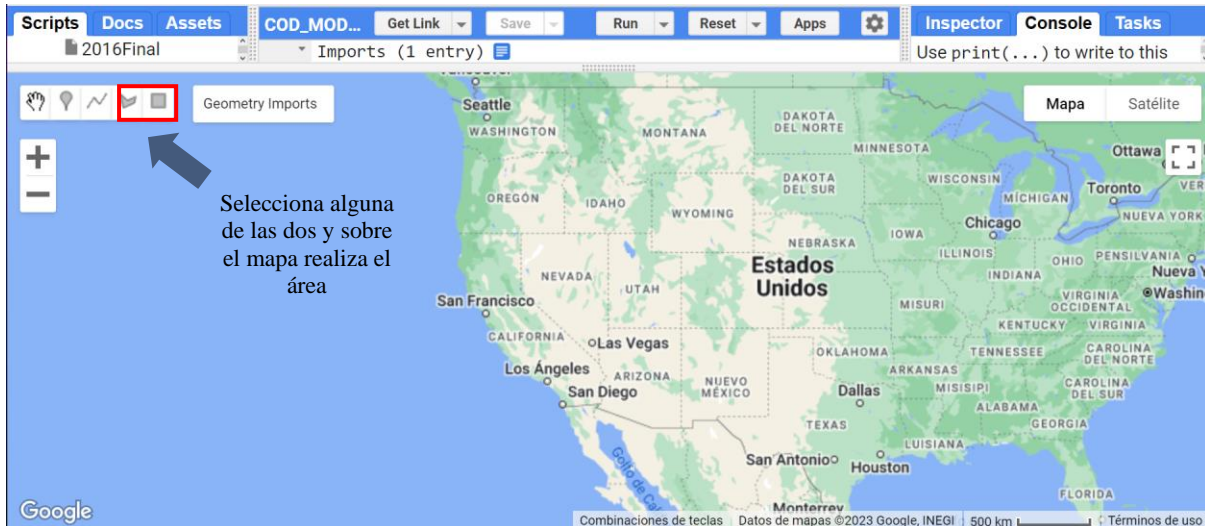 Scripts Docs Assets
COD_MOD... Get Link Save Run Reset Apps
Inspector Console Tasks
2016Final
Imports (1 entry)
Use print(...) to write to this
Geometry Imports
Mapa Satélite
Selecciona alguna
de las dos y sobre
el mapa realiza el
área
Seattle
WASHINGTON
MONTANA
DAKOTA
DEL NORTE
MINNESOTA
Ottawa
DAKOTA
DEL SUR
WISCONSIN
MÍCHIGAN
Toronto
VER
OREGÓN
IDAHO
WYOMING
Chicago
NUEVA YORK
IOWA
NEBRASKA
ILLINOIS
OHIO
PENSILVANIA
Estados
Unidos
INDIANA
Nueva Y
NEVADA
UTAH
San Francisco
MISURI
VIRGINIA
OCCIDENTAL
Washin
KENTUCKY
VIRGINIA
CALIFORNIA
Las Vegas
OKLAHOMA
TENNESSEE
CAROLINA
DEL NORTE
Los Ángeles
ARIZONA
NUEVO
MÉXICO
ARKANSAS
San Diego
Dallas
MISISIPI
CAROLINA
DEL SUR
ALABAMA
TEXAS
GEORGIA
LUISIANA
San Antonio
Houston
Golfo de Cal
FLORIDA
Monterrey
Google
Combinaciones de teclas Datos de mapas ©2023 Google, INEGI 500 km Términos de uso